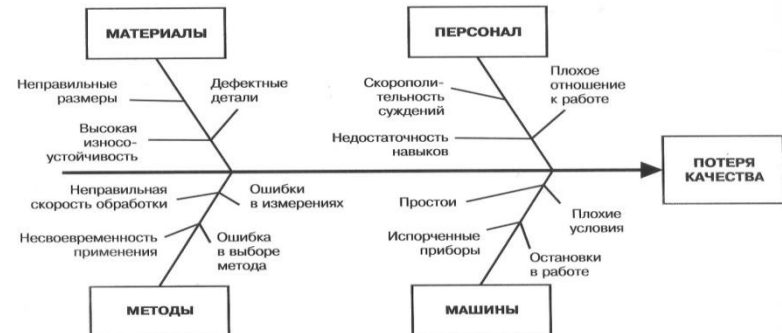 МАТЕРИАЛЫ
ПЕРСОНАЛ
Неправильные
размеры
Дефектные
детали
Высокая
износо-
устойчивость
Скорополи-
тельность
суждений
Плохое
отношение
к работе
Недостаточность
навыков
ПОТЕРЯ
КАЧЕСТВА
Неправильная
скорость обработки
Ошибки
в измерениях
Несвоевременность
применения
Ошибка
в выборе
метода
Простои
Плохие
условия
Испорченные
приборы
Остановки
в работе
МЕТОДЫ
МАШИНЫ